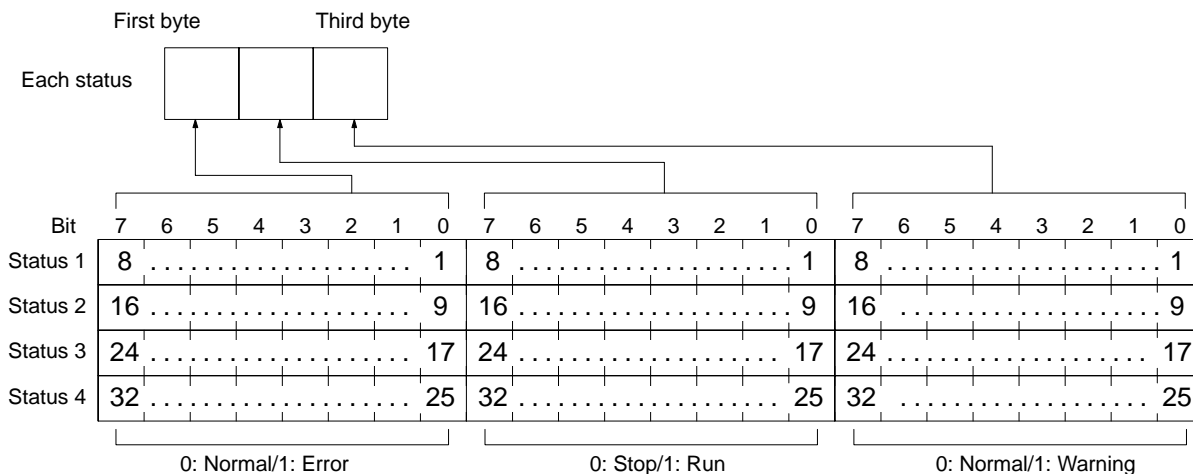 First byte Third byte
Each status
Bit 7 6 5 4 3 2 1 0 7 6 5 4 3 2 1 0 7 6 5 4 3 2 1 0
Status 1 8 . . . . . . . . . . . . . . . . . . . . 1 8 . . . . . . . . . . . . . . . . . . . . 1 8 . . . . . . . . . . . . . . . . . . . . 1
Status 2 16 . . . . . . . . . . . . . . . . . . . . 9 16 . . . . . . . . . . . . . . . . . . . . 9 16 . . . . . . . . . . . . . . . . . . . . 9
Status 3 24 . . . . . . . . . . . . . . . . . . . . 17 24 . . . . . . . . . . . . . . . . . . . . 17 24 . . . . . . . . . . . . . . . . . . . . 17
Status 4 32 . . . . . . . . . . . . . . . . . . . . 25 32 . . . . . . . . . . . . . . . . . . . . 25 32 . . . . . . . . . . . . . . . . . . . . 25
0: Normal/1: Error 0: Stop/1: Run 0: Normal/1: Warning